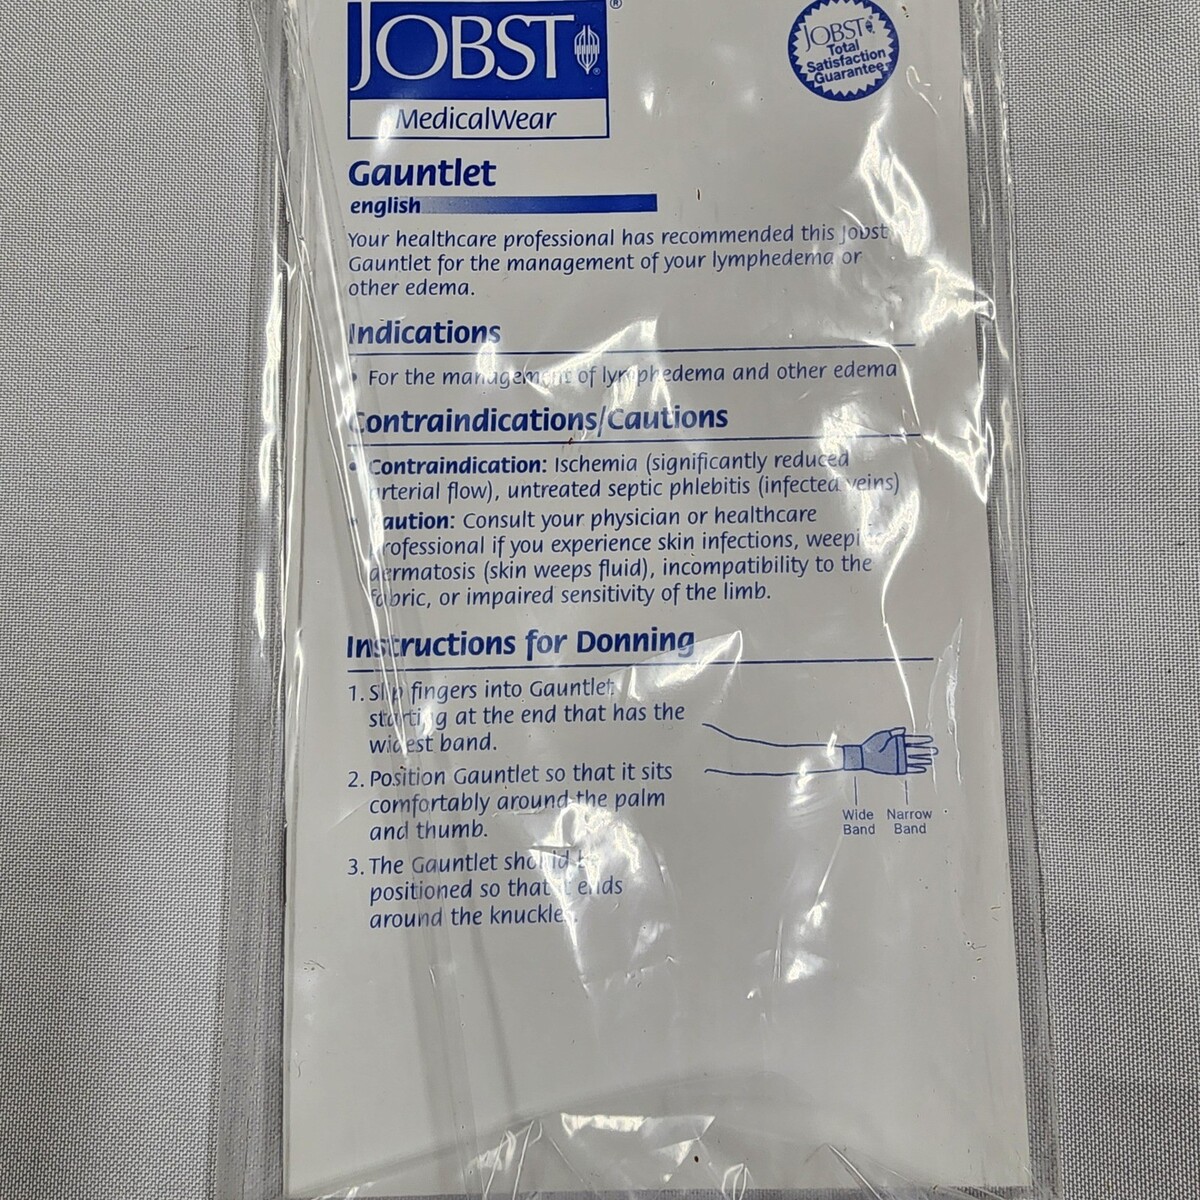 JOBST®
MedicalWear
JOBST
Total
Satisfaction
Guarantee
Gauntlet
english
Your healthcare professional has recommended this Jobst
Gauntlet for the management of your lymphedema or
other edema.
Indications
• For the management of lymphedema and other edema
Contraindications/Cautions
• Contraindication: Ischemia (significantly reduced
arterial flow), untreated septic phlebitis (infected veins)
• Caution: Consult your physician or healthcare
professional if you experience skin infections, weeping
dermatosis (skin weeps fluid), incompatibility to the
fabric, or impaired sensitivity of the limb.
Instructions for Donning
1. Slip fingers into Gauntlet
starting at the end that has the
widest band.
2. Position Gauntlet so that it sits
comfortably around the palm
and thumb.
3. The Gauntlet should be
positioned so that it ends
around the knuckles.
Wide Narrow
Band Band